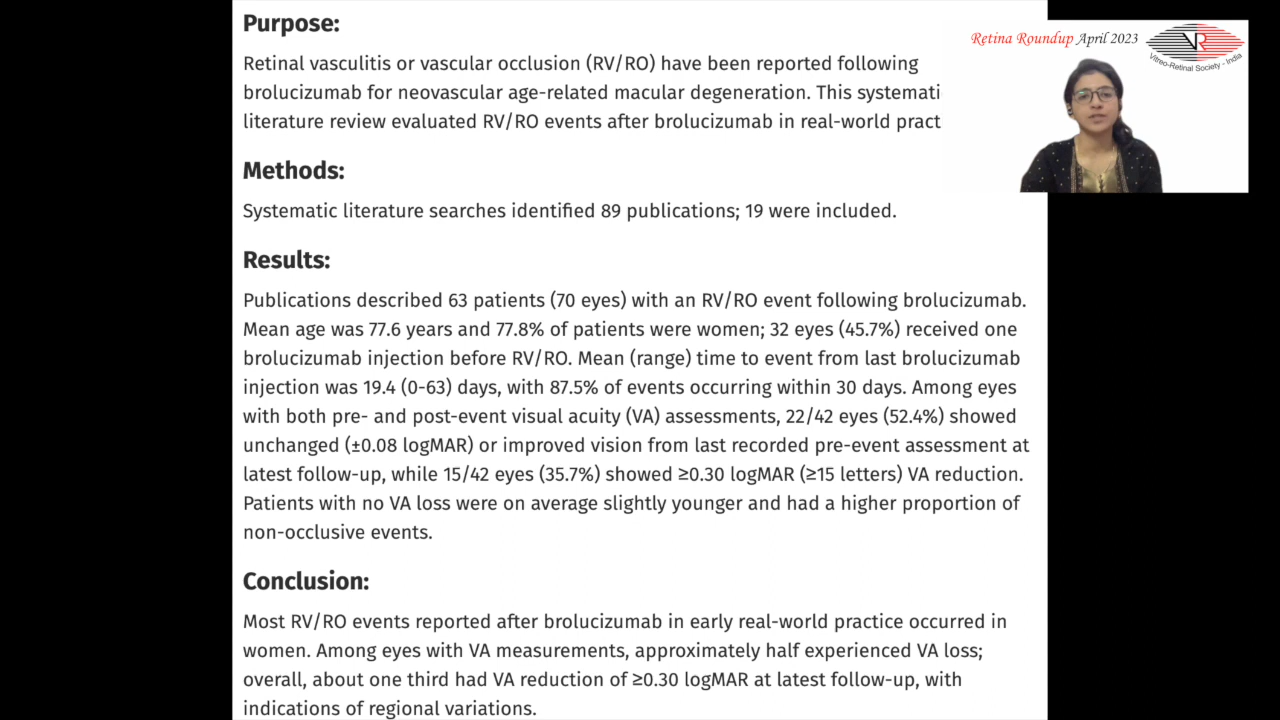 Purpose:
Retinal vasculitis or vascular occlusion (RV/RO) have been reported following
brolucizumab for neovascular age-related macular degeneration. This systemati
literature review evaluated RV/RO events after brolucizumab in real-world pract
Methods:
Systematic literature searches identified 89 publications; 19 were included.
Results:
Publications described 63 patients (70 eyes) with an RV/RO event following brolucizumab.
Mean age was 77.6 years and 77.8% of patients were women; 32 eyes (45.7%) received one
brolucizumab injection before RV/RO. Mean (range) time to event from last brolucizumab
injection was 19.4 (0-63) days, with 87.5% of events occurring within 30 days. Among eyes
with both pre- and post-event visual acuity (VA) assessments, 22/42 eyes (52.4%) showed
unchanged (±0.08 logMAR) or improved vision from last recorded pre-event assessment at
latest follow-up, while 15/42 eyes (35.7%) showed ≥0.30 logMAR (≥15 letters) VA reduction.
Patients with no VA loss were on average slightly younger and had a higher proportion of
non-occlusive events.
Conclusion:
Most RV/RO events reported after brolucizumab in early real-world practice occurred in
women. Among eyes with VA measurements, approximately half experienced VA loss;
overall, about one third had VA reduction of ≥0.30 logMAR at latest follow-up, with
indications of regional variations.
Retina Roundup April 2023
VR
Vitreo-Retinal Society - India